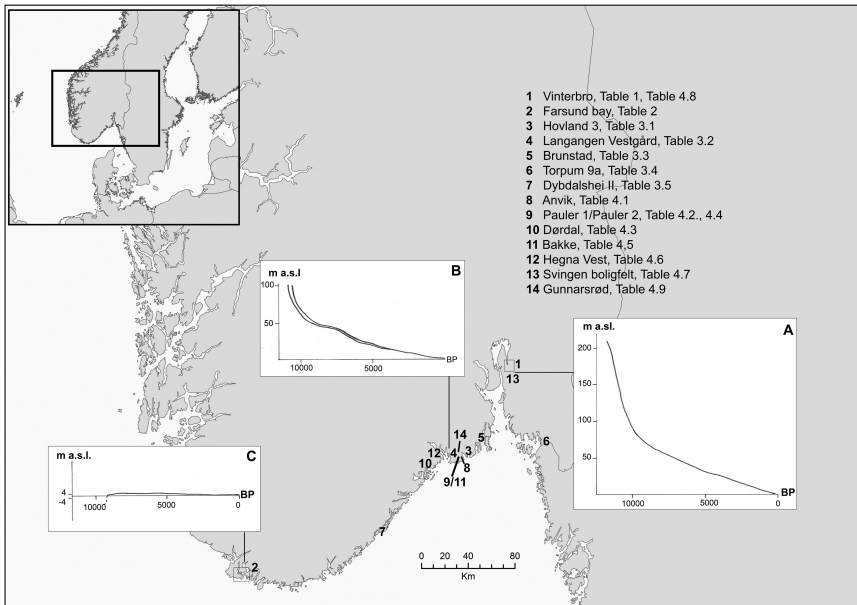 1 Vinterbro, Table 1, Table 4.8
2 Farsund bay, Table 2
3 Hovland 3, Table 3.1
4 Langangen Vestgård, Table 3.2
5 Brunstad, Table 3.3
6 Torpum 9a, Table 3.4
7 Dybdalshei II, Table 3.5
8 Anvik, Table 4.1
9 Pauler 1/Pauler 2, Table 4.2., 4.4
10 Dørdal, Table 4.3
11 Bakke, Table 4,5
12 Hegna Vest, Table 4.6
13 Svingen boligfelt, Table 4.7
14 Gunnarsrød, Table 4.9
B
m a.s.l
100
50
BP
10000 5000
A
m a.sl.
200
150
100
50
BP
10000 5000 0
1
13
14
5
12 4 3
6
10
8
9/11
C
m a.s.l.
4
-4
BP
10000 5000 0
7
2
0 20 40 80
Km